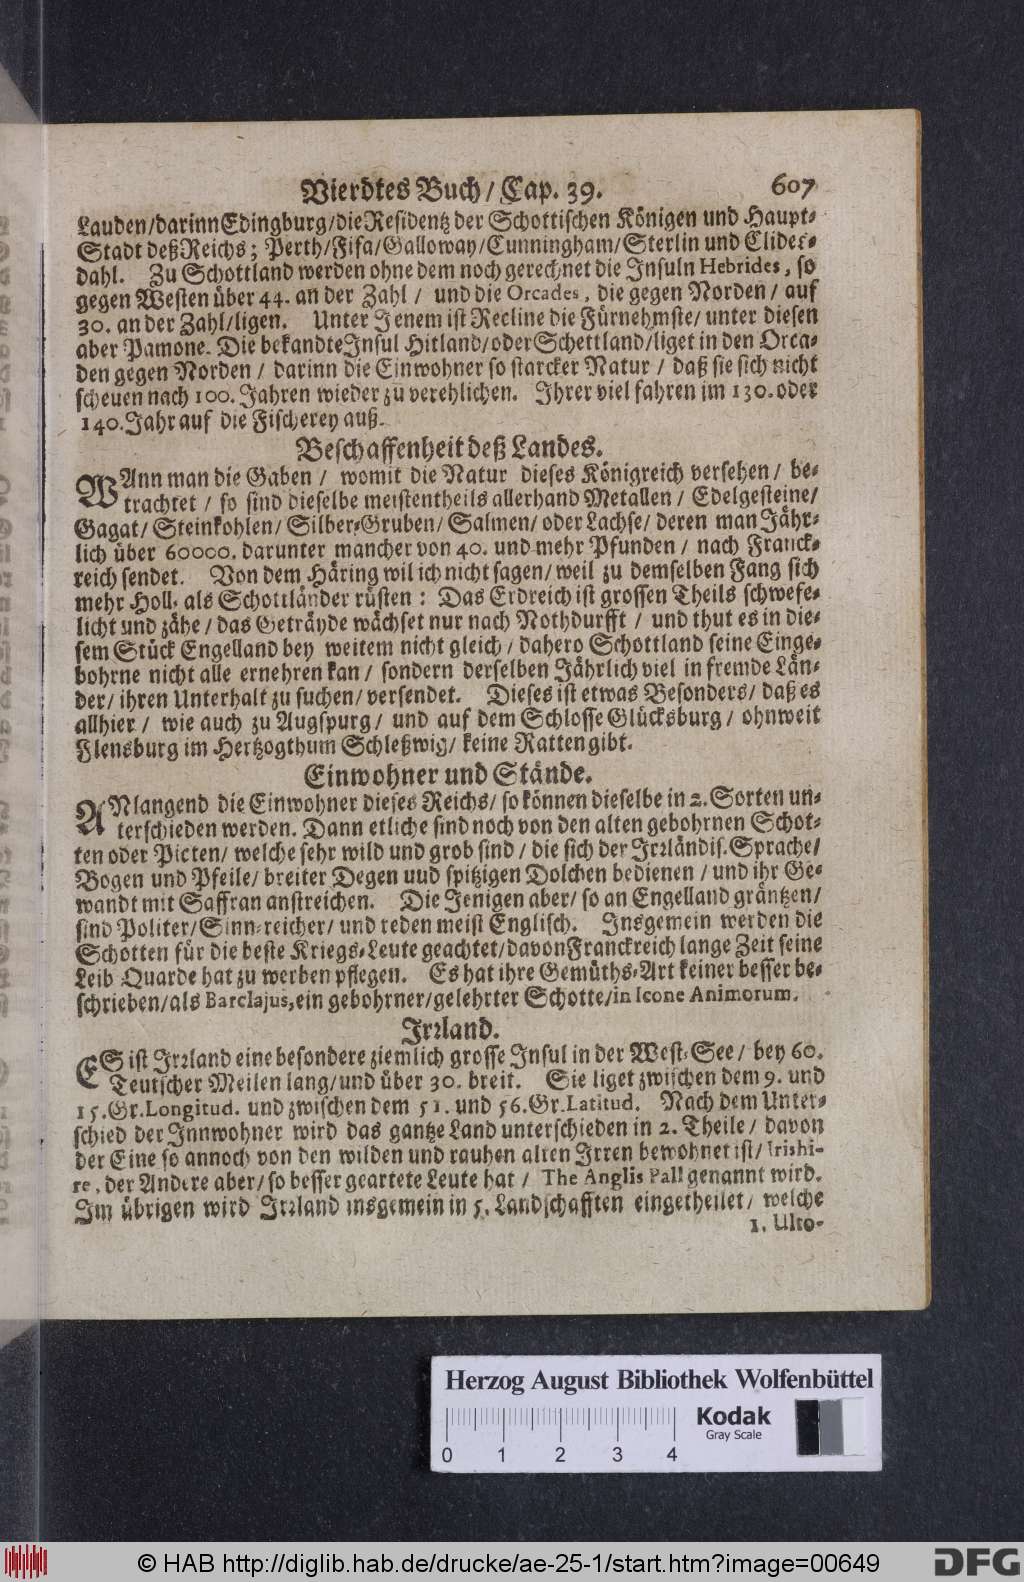 Vierdtes Buch / Cap. 39. 607
Lauden/darinn Edingburg/die Residentz der Schottischen Königen und Haupt-
Stadt deß Reichs; Perth/Fifa/Galloway/Cunningham/Sterlin und Clides-
dahl. Zu Schottland werden ohne dem noch gerechnet die Insuln Hebrides, so
gegen Westen über 44. an der Zahl / und die Orcades, die gegen Norden / auf
30. an der Zahl/ligen. Unter Jenem ist Recline die Fürnehmste/ unter diesen
aber Pamone. Die bekandte Insul Hitland/oder Schettland/liget in den Orca-
den gegen Norden / darinn die Einwohner so starcker Natur / daß sie sich nicht
scheuen nach 100. Jahren wieder zu verehlichen. Ihrer viel fahren im 130. oder
140. Jahr auf die Fischerey auß.
Beschaffenheit deß Landes.
WAnn man die Gaben / womit die Natur dieses Königreich versehen / be-
trachtet / so sind dieselbe meistentheils allerhand Metallen / Edelgesteine/
Gagat/ Steinkohlen/ Silber-Gruben/ Salmen/ oder Lachse/ deren man Jähr-
lich über 60000. darunter mancher von 40. und mehr Pfunden / nach Franck-
reich sendet. Von dem Häring wil ich nicht sagen/ weil zu demselben Fang sich
mehr Holl- als Schottländer rüsten : Das Erdreich ist grossen Theils schwefe-
licht und zähe / das Geträyde wächset nur nach Nothdurfft / und thut es in die-
sem Stück Engelland bey weitem nicht gleich / dahero Schottland seine Einge-
bohrne nicht alle ernehren kan / sondern derselben Jährlich viel in fremde Län-
der/ ihren Unterhalt zu suchen/ versendet. Dieses ist etwas Besonders/ daß es
allhier / wie auch zu Augspurg / und auf dem Schlosse Glücksburg / ohnweit
Flensburg im Hertzogthum Schleßwig/ keine Ratten gibt.
Einwohner und Stände.
ANlangend die Einwohner dieses Reichs/ so können dieselbe in 2. Sorten un-
terschieden werden. Dann etliche sind noch von den alten gebohrnen Schot-
ten oder Picten/ welche sehr wild und grob sind / die sich der Irrländis. Sprache/
Bogen und Pfeile/ breiter Degen uud spitzigen Dolchen bedienen / und ihr Ge-
wandt mit Saffran anstreichen. Die Jenigen aber/ so an Engelland gräntzen/
sind Politer/Sinn-reicher/ und reden meist Englisch. Insgemein werden die
Schotten für die beste Kriegs-Leute geachtet/davon Franckreich lange Zeit seine
Leib-Quarde hat zu werben pflegen. Es hat ihre Gemüths-Art keiner besser be-
schrieben/als Barclajus, ein gebohrner/gelehrter Schotte/in Icone Animorum.
Irrland.
ES ist Irrland eine besondere ziemlich grosse Insul in der West-See / bey 60.
Teutscher Meilen lang/und über 30. breit. Sie liget zwischen dem 9. und
15. Gr. Longitud. und zwischen dem 51. und 56. Gr. Latitud. Nach dem Unter-
schied der Innwohner wird das gantze Land unterschieden in 2. Theile / davon
der Eine so annoch von den wilden und rauhen alten Irren bewohnet ist/ Irishi-
re, der Andere aber/ so besser geartete Leute hat / The Anglis Pall genannt wird.
Im übrigen wird Irrland insgemein in 5. Landschafften eingetheilet / welche
1. Ulto-
Herzog August Bibliothek Wolfenbüttel
Kodak
Gray Scale
0 1 2 3 4
© HAB http://diglib.hab.de/drucke/ae-25-1/start.htm?image=00649
DFG